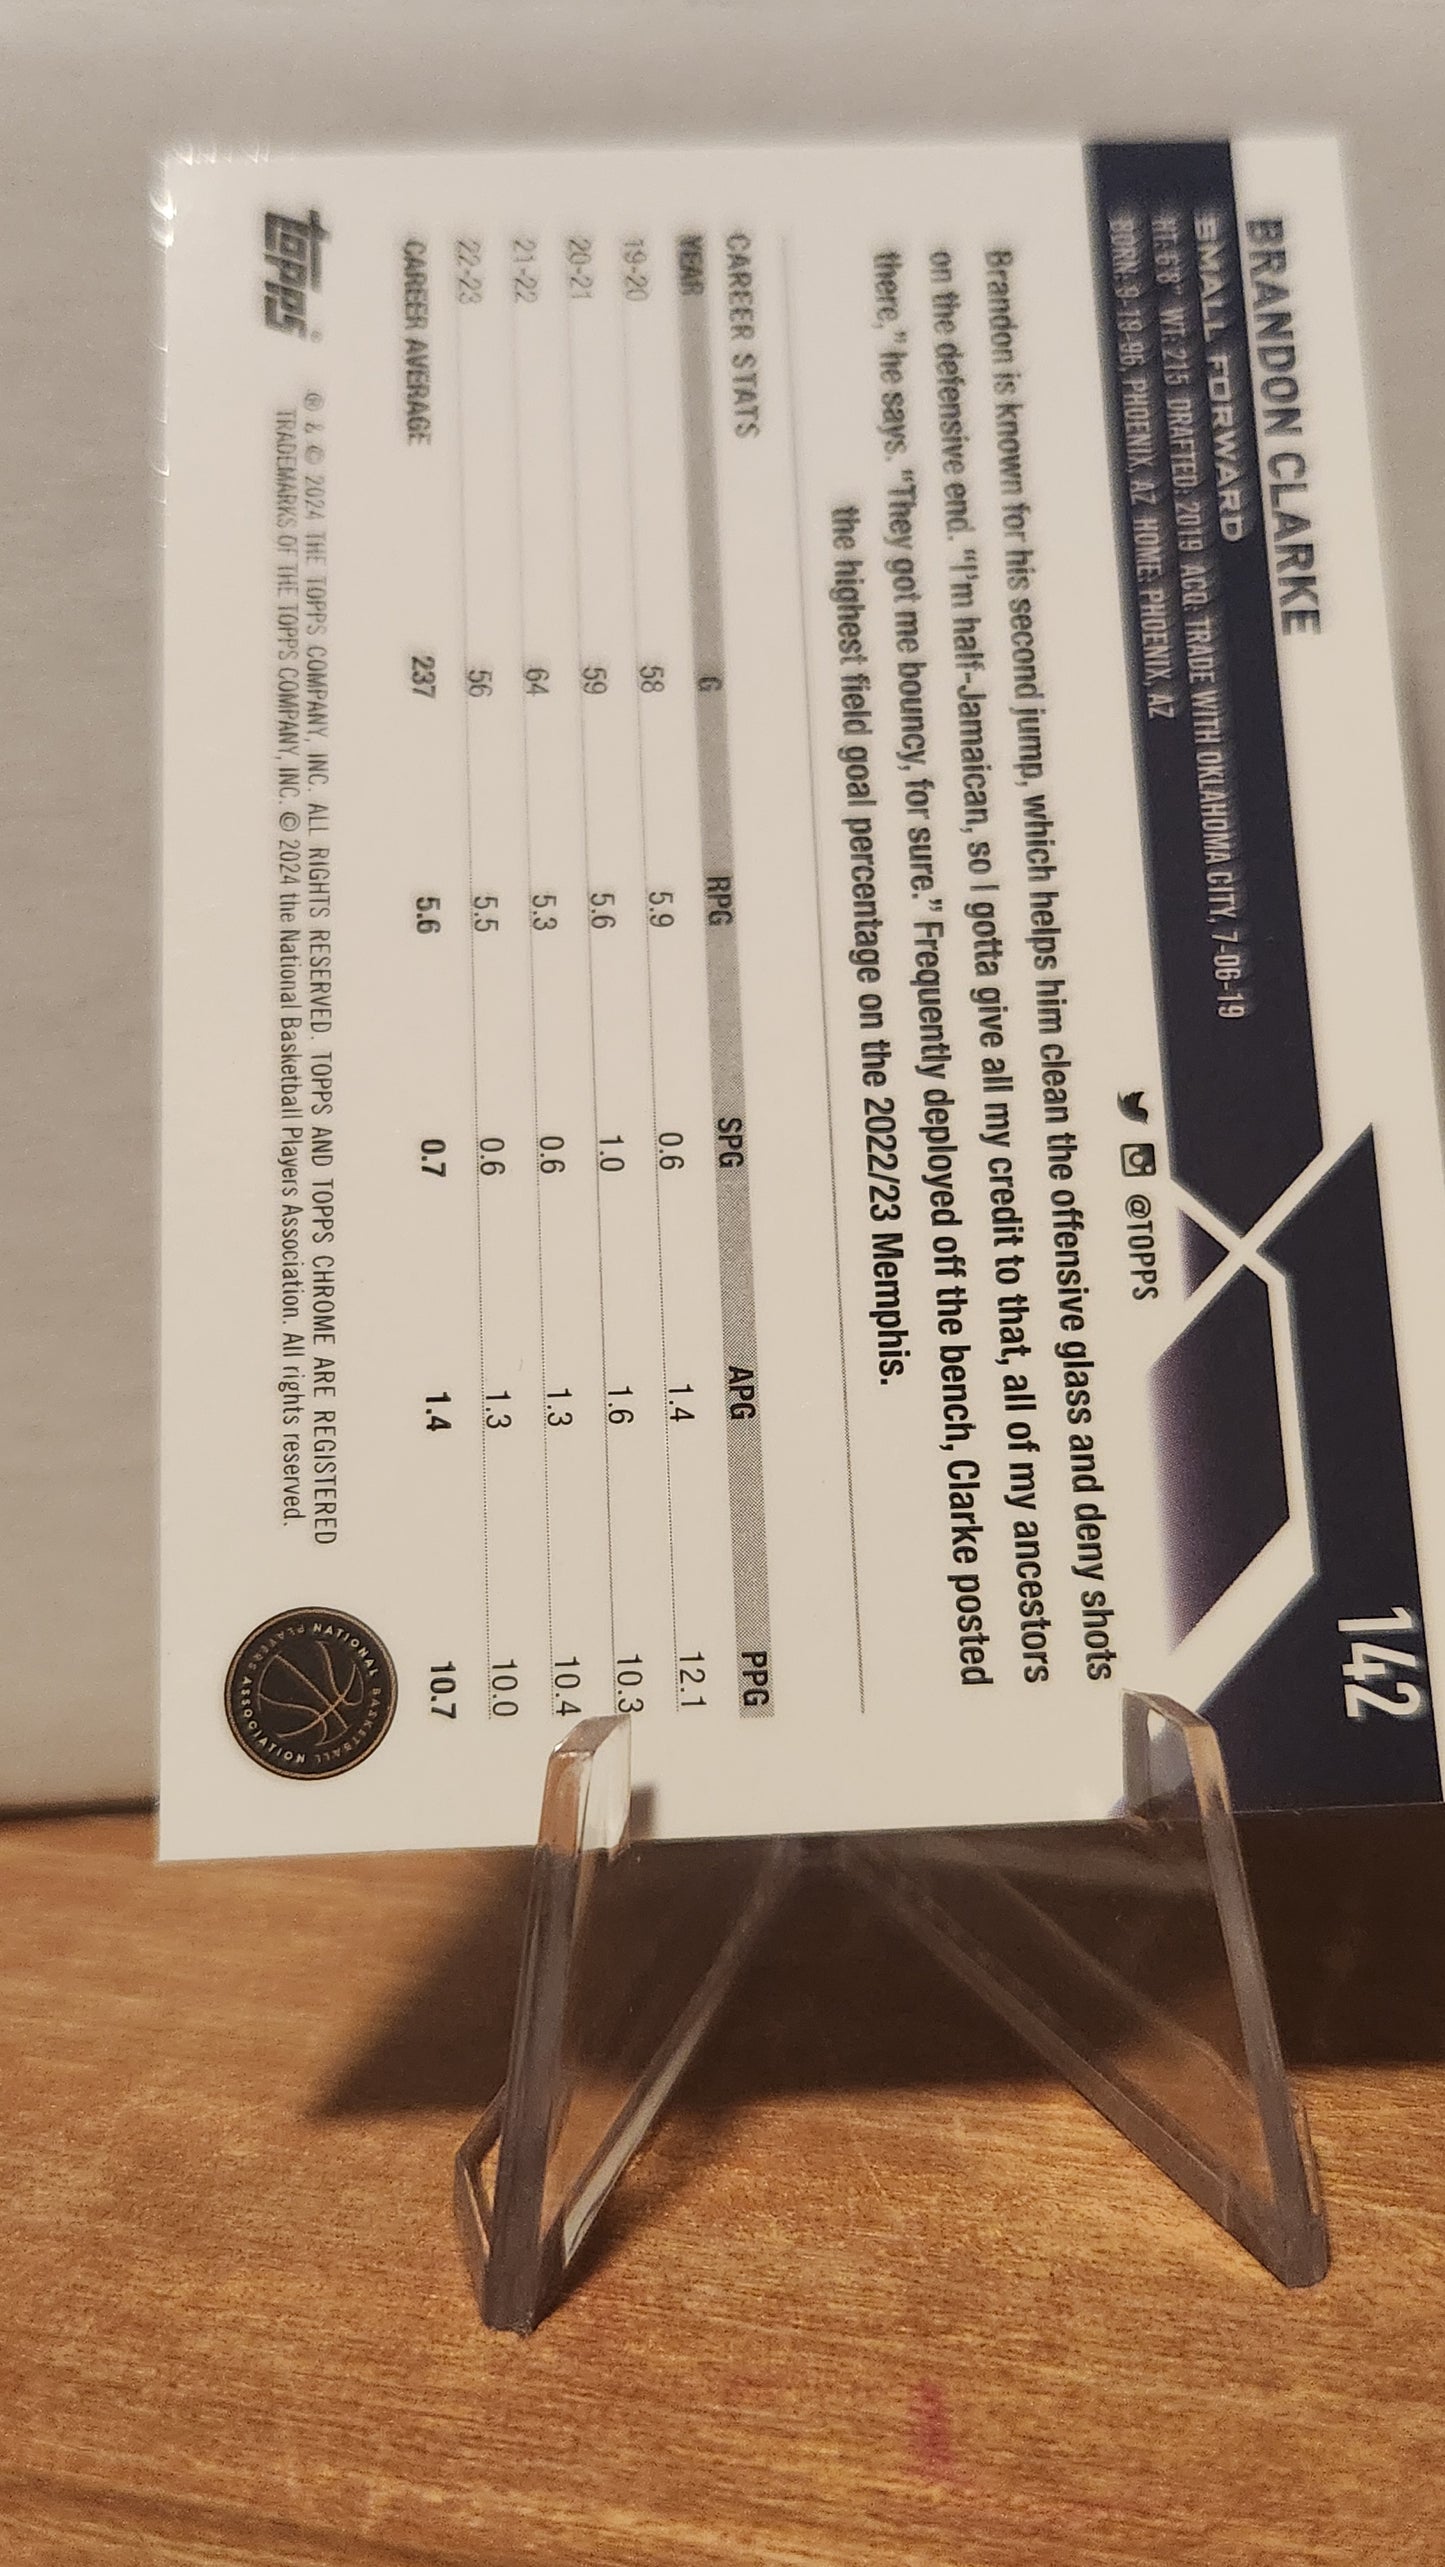 BRANDON CLARKE
142
SMALL FORWARD
HT: 6'8" WT: 215 DRAFTED: 2019 ACQ: TRADE WITH OKLAHOMA CITY, 7-06-19
BORN: 9-19-96, PHOENIX, AZ HOME: PHOENIX, AZ
@TOPPS
Brandon is known for his second jump, which helps him clean the offensive glass and deny shots
on the defensive end. "I'm half-Jamaican, so I gotta give all my credit to that, all of my ancestors
there," he says. "They got me bouncy, for sure." Frequently deployed off the bench, Clarke posted
the highest field goal percentage on the 2022/23 Memphis.
CAREER STATS
YEAR G RPG SPG APG PPG
19-20 58 5.9 0.6 1.4 12.1
20-21 59 5.6 1.0 1.6 10.3
21-22 64 5.3 0.6 1.3 10.4
22-23 56 5.5 0.6 1.3 10.0
CAREER AVERAGE 237 5.6 0.7 1.4 10.7
topps®
® & © 2024 THE TOPPS COMPANY, INC. ALL RIGHTS RESERVED. TOPPS AND TOPPS CHROME ARE REGISTERED
TRADEMARKS OF THE TOPPS COMPANY, INC. © 2024 the National Basketball Players Association. All rights reserved.
NATIONAL BASKETBALL
PLAYERS ASSOCIATION